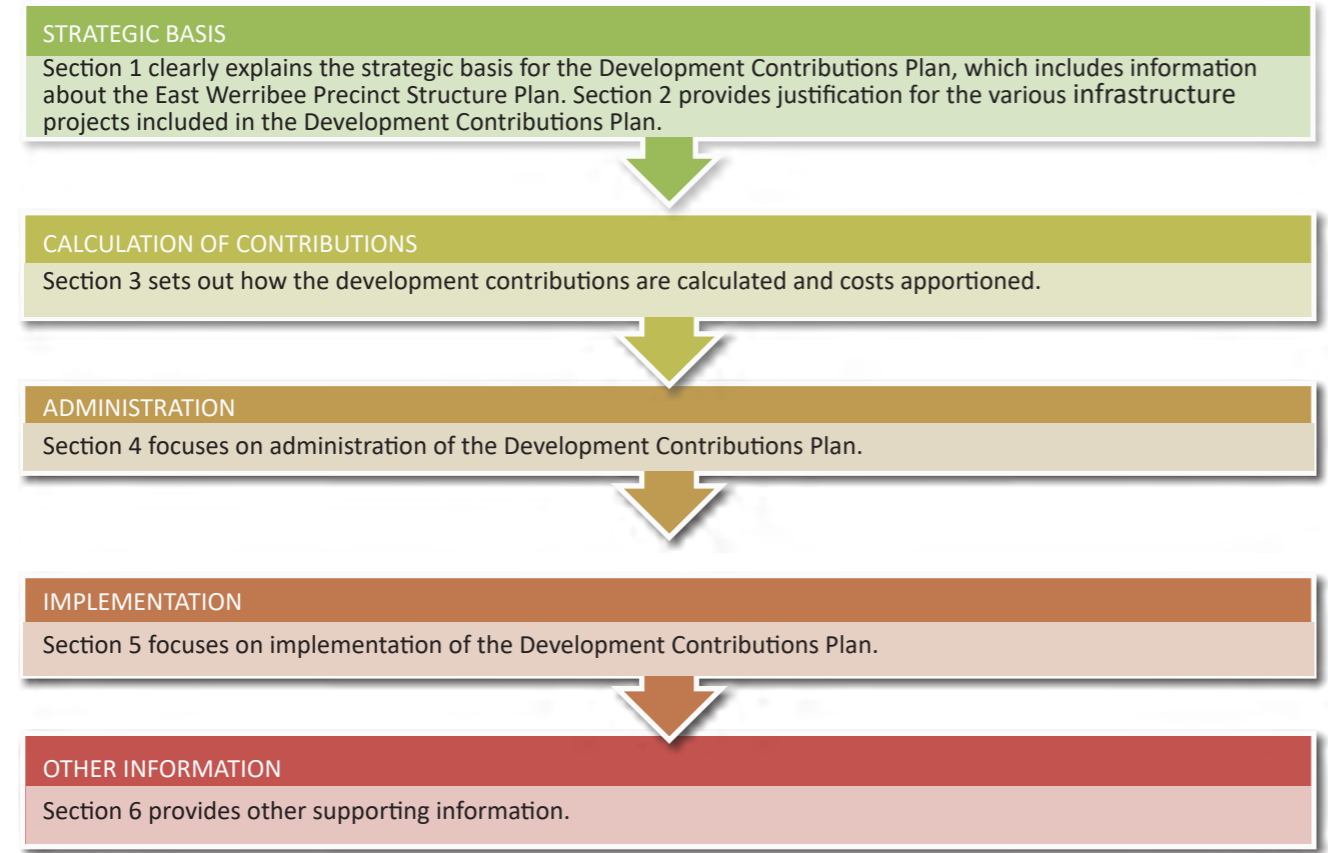 STRATEGIC BASIS
Section 1 clearly explains the strategic basis for the Development Contributions Plan, which includes information
about the East Werribee Precinct Structure Plan. Section 2 provides justification for the various infrastructure
projects included in the Development Contributions Plan.
CALCULATION OF CONTRIBUTIONS
Section 3 sets out how the development contributions are calculated and costs apportioned.
ADMINISTRATION
Section 4 focuses on administration of the Development Contributions Plan.
IMPLEMENTATION
Section 5 focuses on implementation of the Development Contributions Plan.
OTHER INFORMATION
Section 6 provides other supporting information.